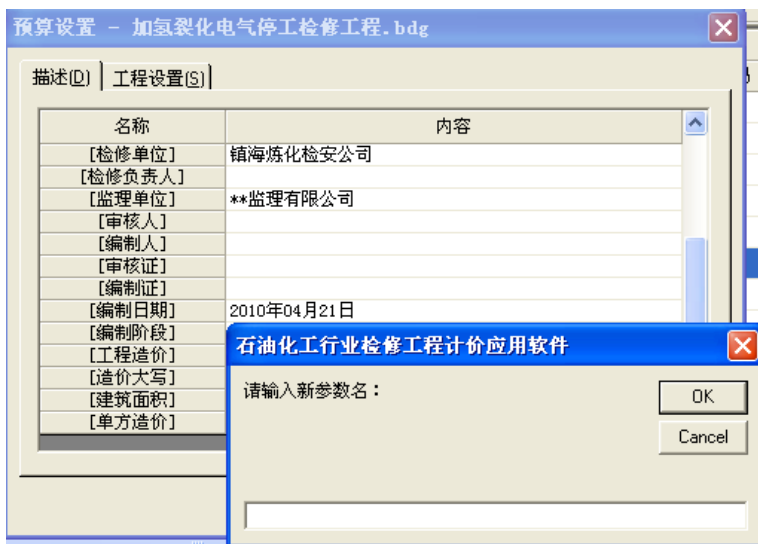 预算设置 - 加氢裂化电气停工检修工程.bdg
描述(D) 工程设置(S)
名称 内容
[检修单位] 镇海炼化检安公司
[检修负责人]
[监理单位] **监理有限公司
[审核人]
[编制人]
[审核证]
[编制证]
[编制日期] 2010年04月21日
[编制阶段]
[工程造价]
[造价大写]
[建筑面积]
[单方造价]
石油化工行业检修工程计价应用软件
请输入新参数名：
OK
Cancel